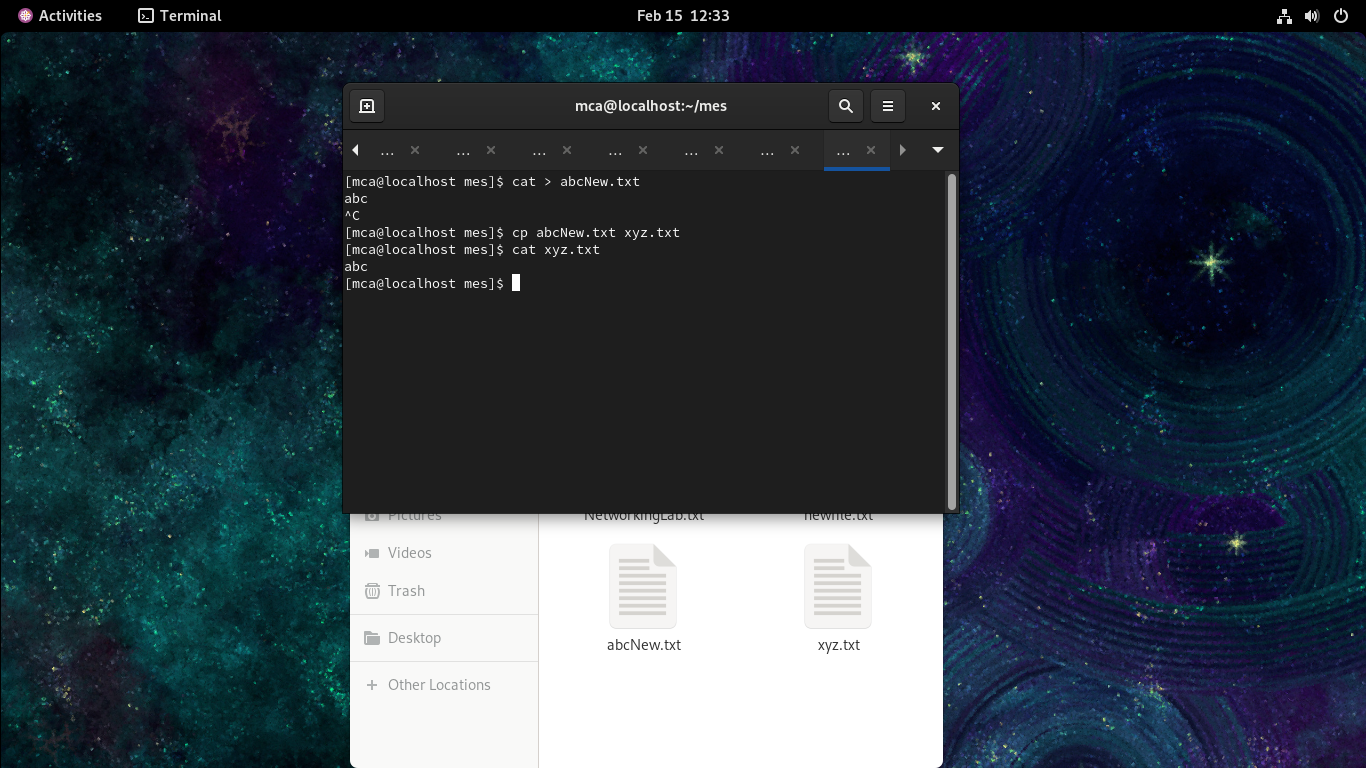 Activities Terminal Feb 15 12:33
mca@localhost:~/mes
... ... ... ... ... ... ...
[mca@localhost mes]$ cat > abcNew.txt
abc
^C
[mca@localhost mes]$ cp abcNew.txt xyz.txt
[mca@localhost mes]$ cat xyz.txt
abc
[mca@localhost mes]$
Pictures
NetworkingLab.txt newfile.txt
Videos
Trash
Desktop
abcNew.txt xyz.txt
Other Locations